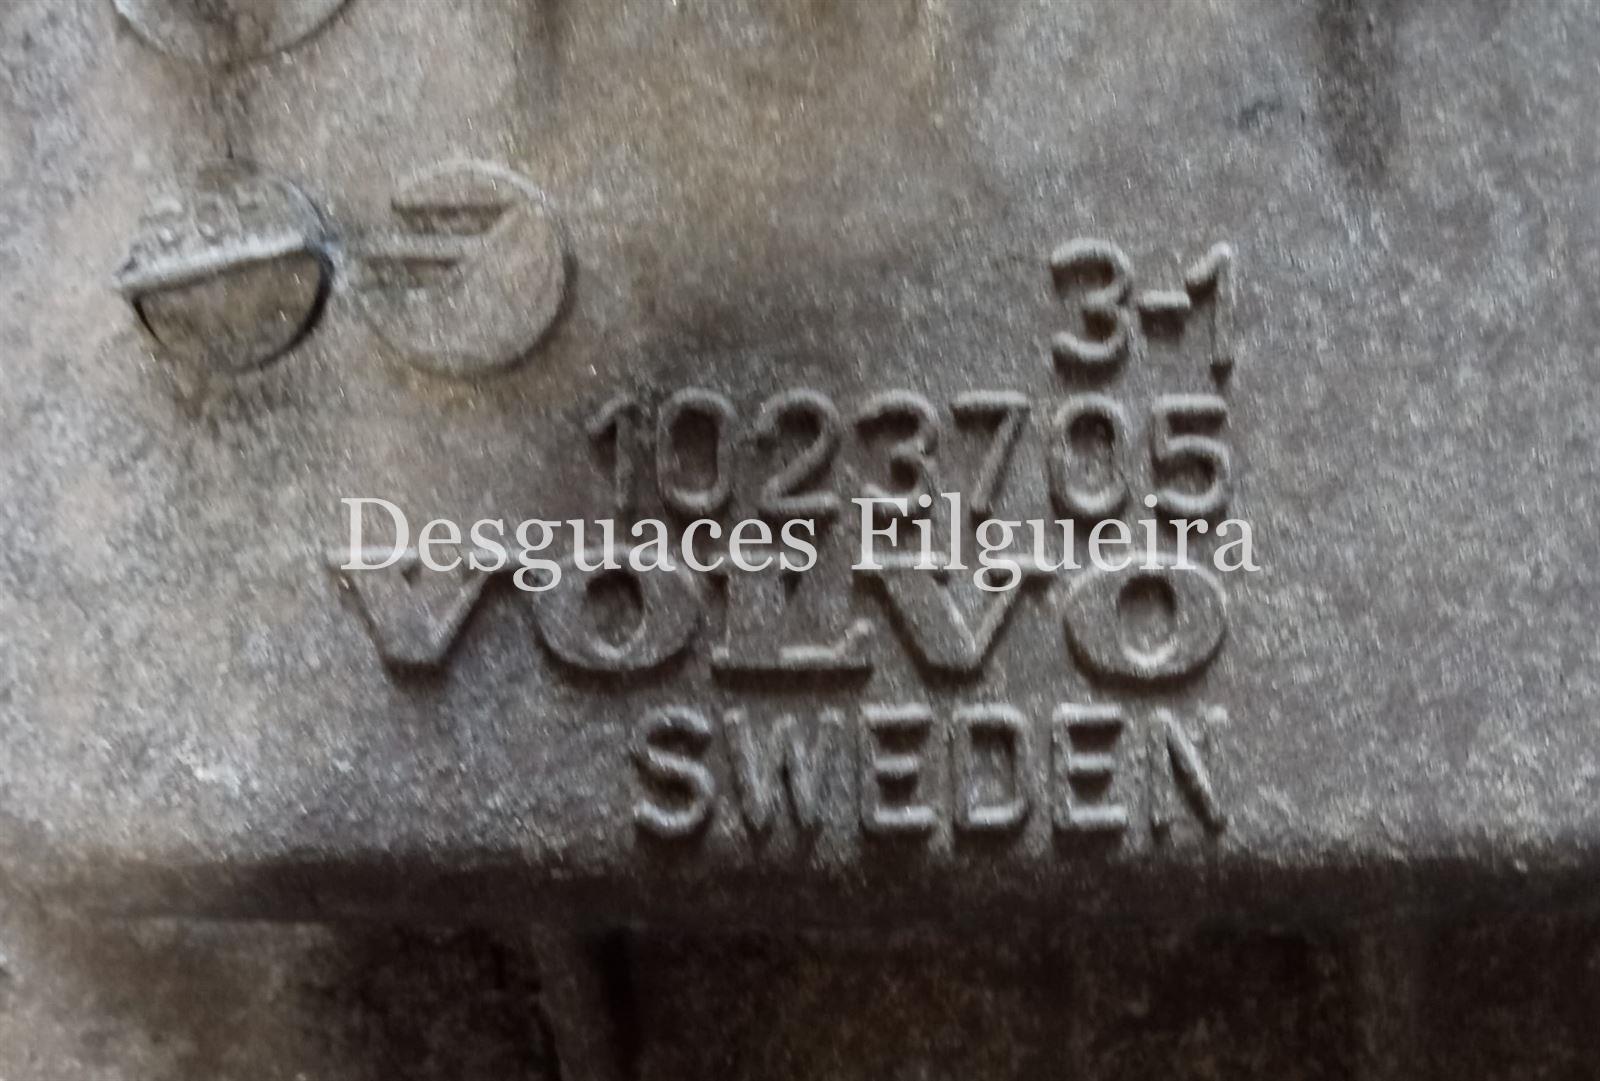 3-1
1023705
Desguaces Filgueira
VOLVO
SWEDEN